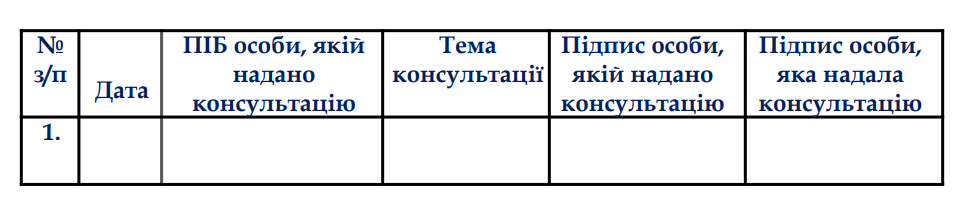 №
з/п
Дата
ПІБ особи, якій
надано
консультацію
Тема
консультації
Підпис особи,
якій надано
консультацію
Підпис особи,
яка надала
консультацію
1.